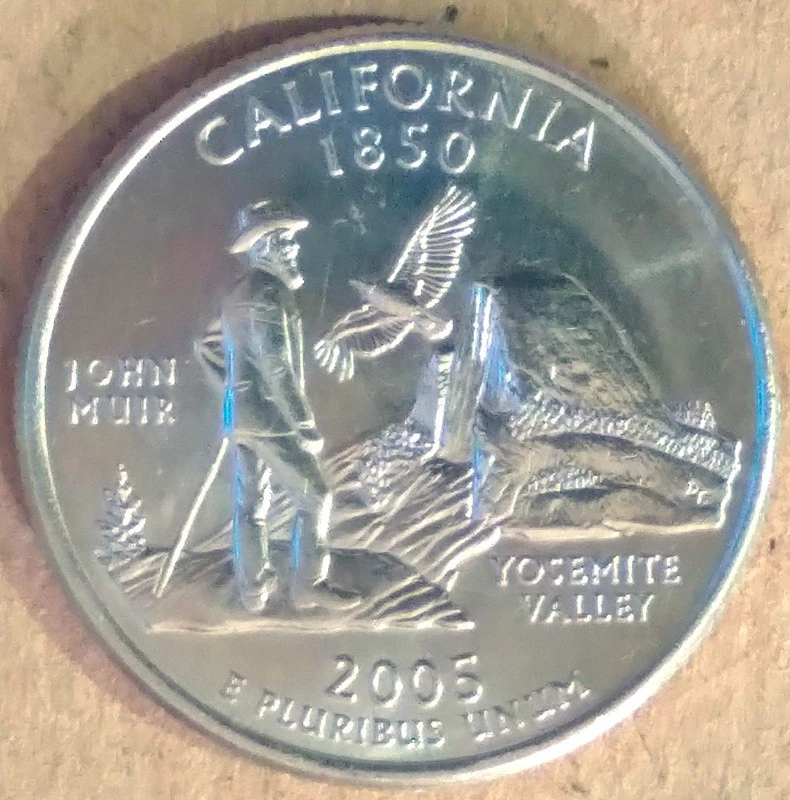 CALIFORNIA
1850
JOHN
MUIR
YOSEMITE
VALLEY
2005
E PLURIBUS UNUM